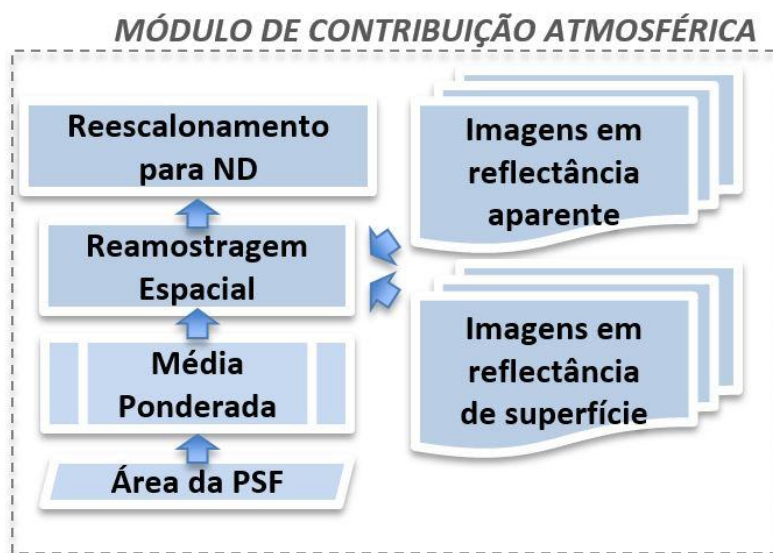 MÓDULO DE CONTRIBUIÇÃO ATMOSFÉRICA
Reescalonamento
para ND
Reamostragem
Espacial
Média
Ponderada
Área da PSF
Imagens em
reflectância
aparente
Imagens em
reflectância
de superfície